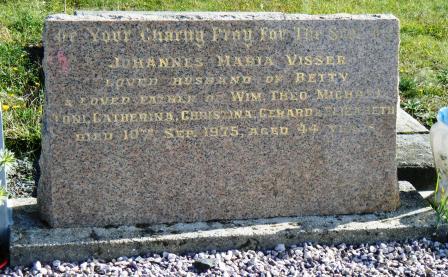 Of Your Charity Pray For The Soul Of
Johannes Maria Visser
Loved Husband of Betty
& Loved Father of Wim, Theo, Michael,
Toni, Catherina, Christina, Gerard & Elizabeth
Died 10th Sep. 1975, Aged 44 Years